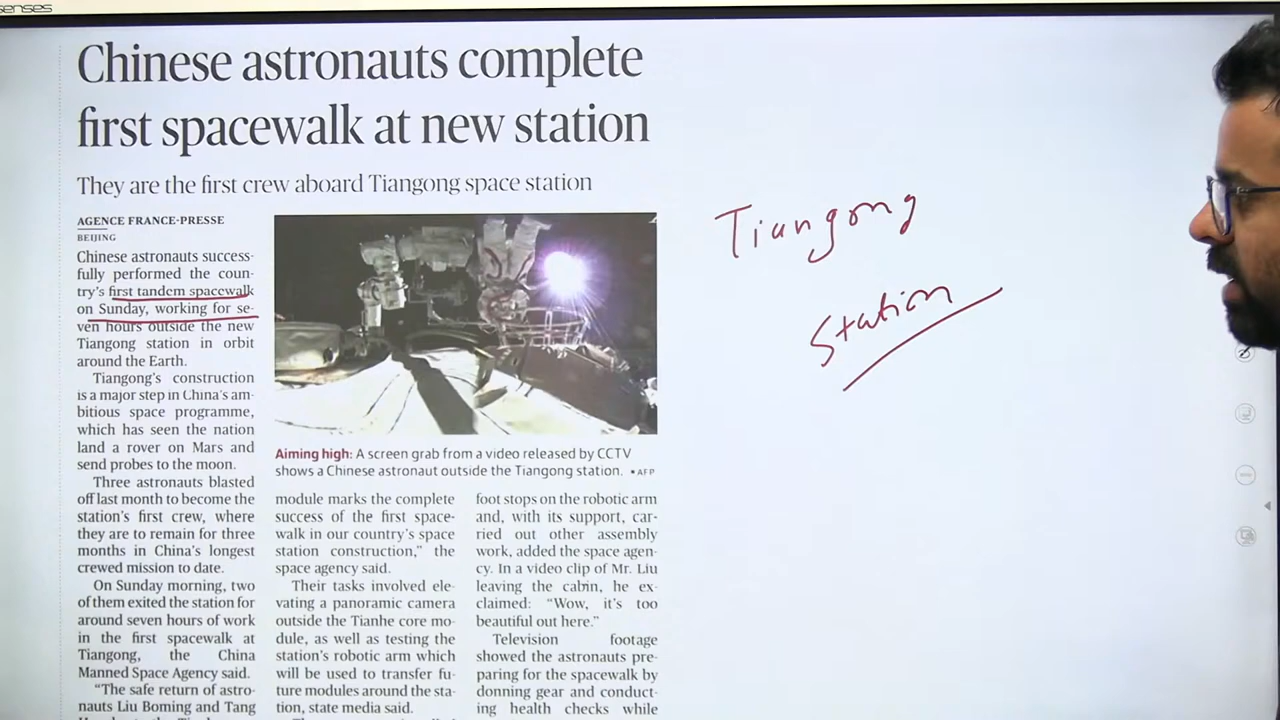 enses
Chinese astronauts complete
first spacewalk at new station
They are the first crew aboard Tiangong space station
AGENCE FRANCE-PRESSE
BEIJING
Chinese astronauts success-
fully performed the coun-
try's first tandem spacewalk
on Sunday, working for se-
ven hours outside the new
Tiangong station in orbit
around the Earth.
Tiangong's construction
is a major step in China's am-
bitious space programme,
which has seen the nation
land a rover on Mars and
send probes to the moon.
Three astronauts blasted
off last month to become the
station's first crew, where
they are to remain for three
months in China's longest
crewed mission to date.
On Sunday morning, two
of them exited the station for
around seven hours of work
in the first spacewalk at
Tiangong, the China
Manned Space Agency said.
"The safe return of astro-
nauts Liu Boming and Tang
Aiming high: A screen grab from a video released by CCTV
shows a Chinese astronaut outside the Tiangong station. • AFP
module marks the complete
success of the first space-
walk in our country's space
station construction," the
space agency said.
Their tasks involved ele-
vating a panoramic camera
outside the Tianhe core mo-
dule, as well as testing the
station's robotic arm which
will be used to transfer fu-
ture modules around the sta-
tion, state media said.
foot stops on the robotic arm
and, with its support, car-
ried out other assembly
work, added the space agen-
cy. In a video clip of Mr. Liu
leaving the cabin, he ex-
claimed: "Wow, it's too
beautiful out here."
Television footage
showed the astronauts pre-
paring for the spacewalk by
donning gear and conduct-
ing health checks while
Tiangong
Station